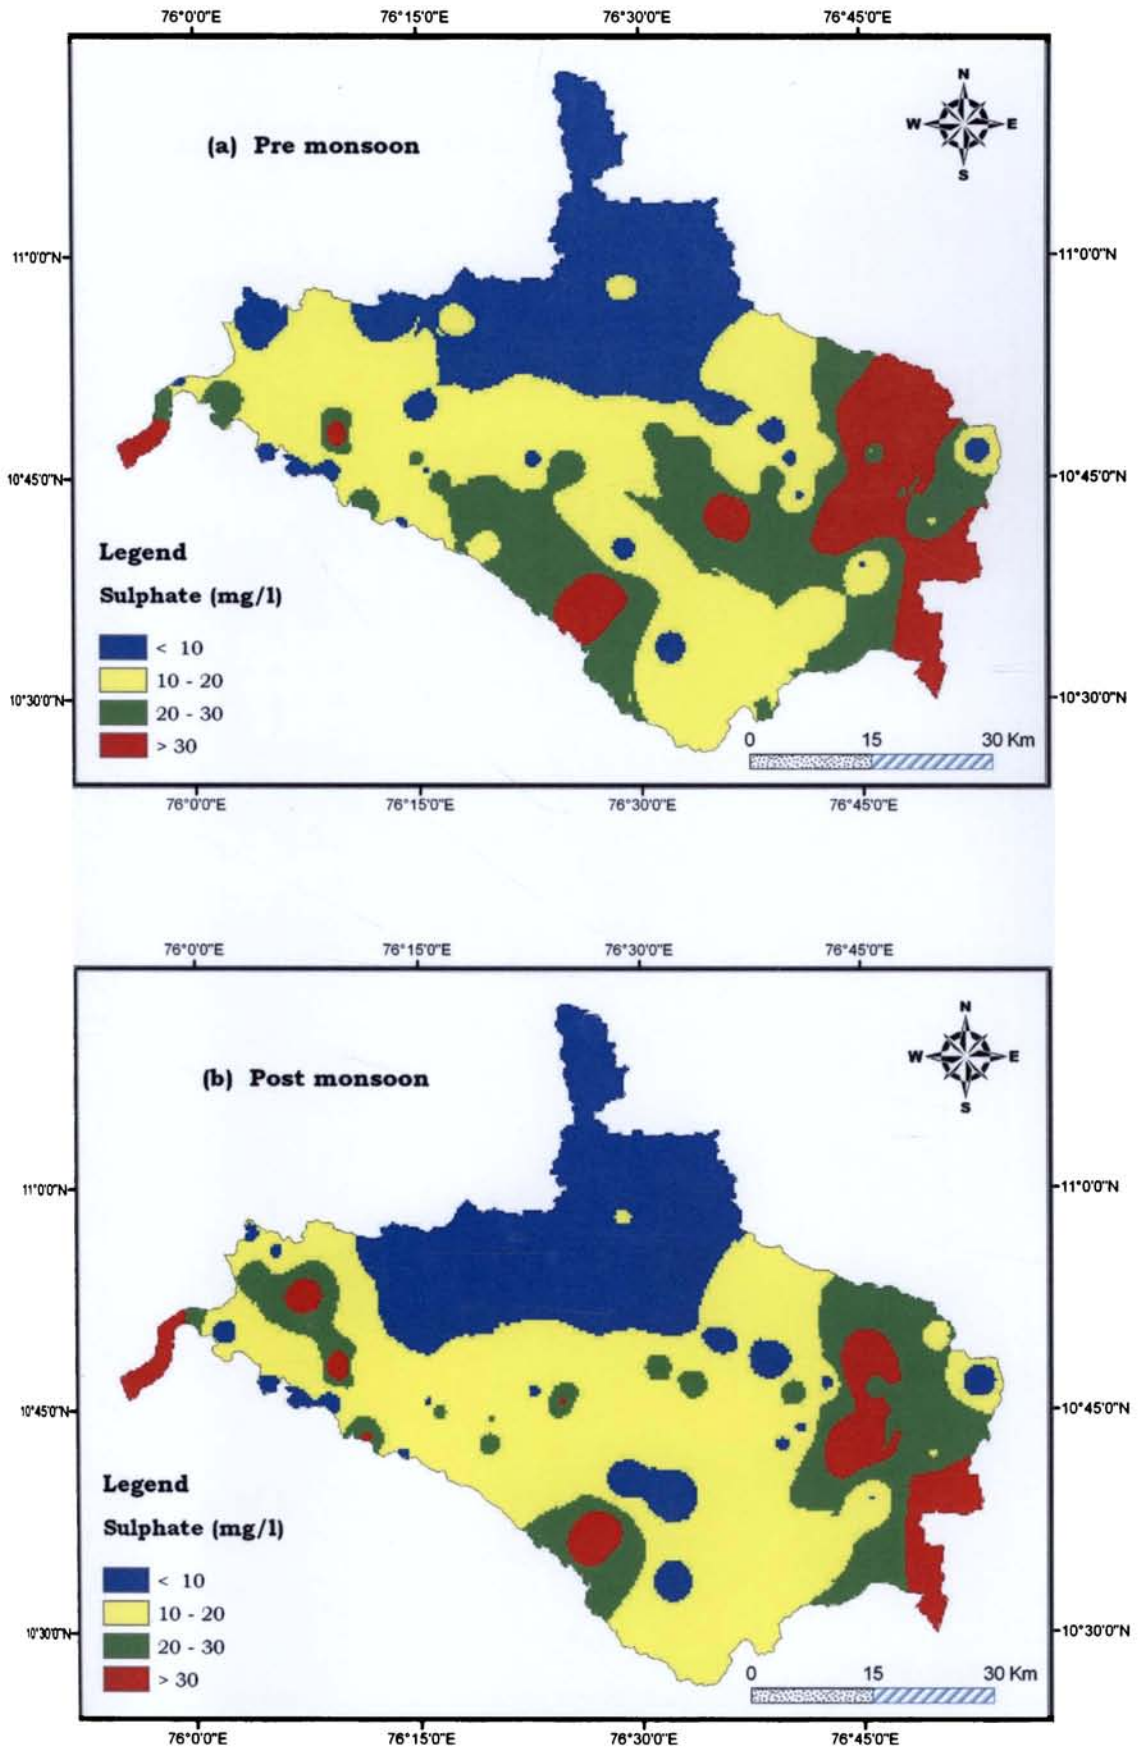 76°0'0"E 76°15'0"E 76°30'0"E 76°45'0"E
N
W E
S
(a) Pre monsoon
11°0'0"N 11°0'0"N
10°45'0"N 10°45'0"N
Legend
Sulphate (mg/l)
< 10
10 - 20
20 - 30
> 30
10°30'0"N 10°30'0"N
0 15 30 Km
76°0'0"E 76°15'0"E 76°30'0"E 76°45'0"E
76°0'0"E 76°15'0"E 76°30'0"E 76°45'0"E
N
W E
S
(b) Post monsoon
11°0'0"N 11°0'0"N
10°45'0"N 10°45'0"N
Legend
Sulphate (mg/l)
< 10
10 - 20
20 - 30
> 30
10°30'0"N 10°30'0"N
0 15 30 Km
76°0'0"E 76°15'0"E 76°30'0"E 76°45'0"E